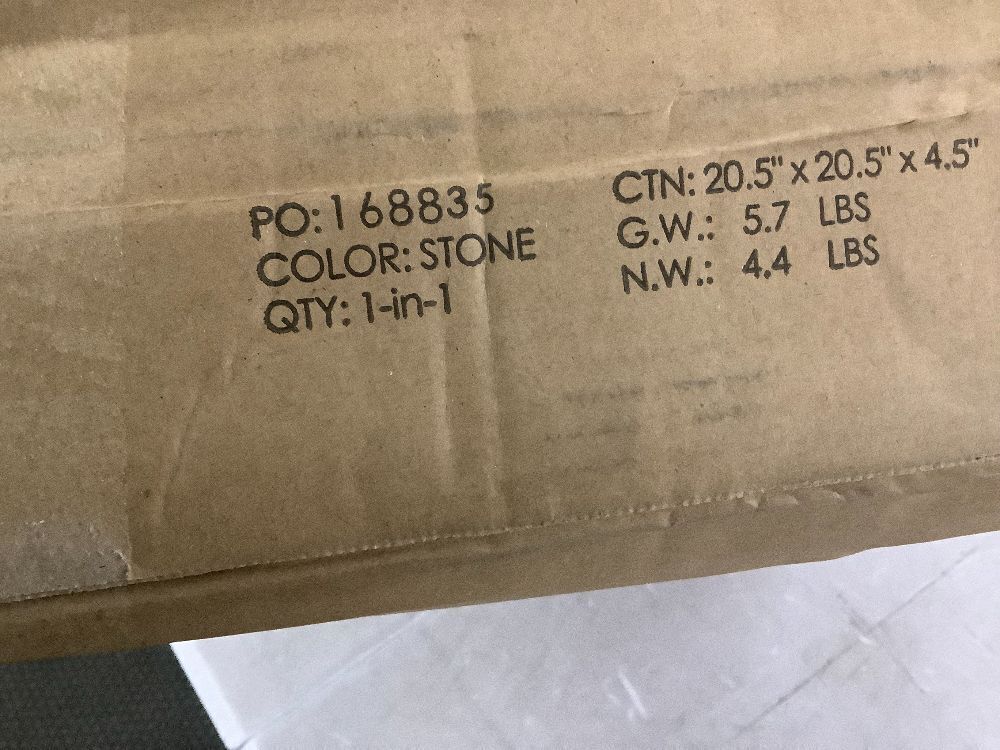 PO: 168835
COLOR: STONE
QTY: 1-in-1
CTN: 20.5" x 20.5" x 4.5"
G.W.: 5.7 LBS
N.W.: 4.4 LBS